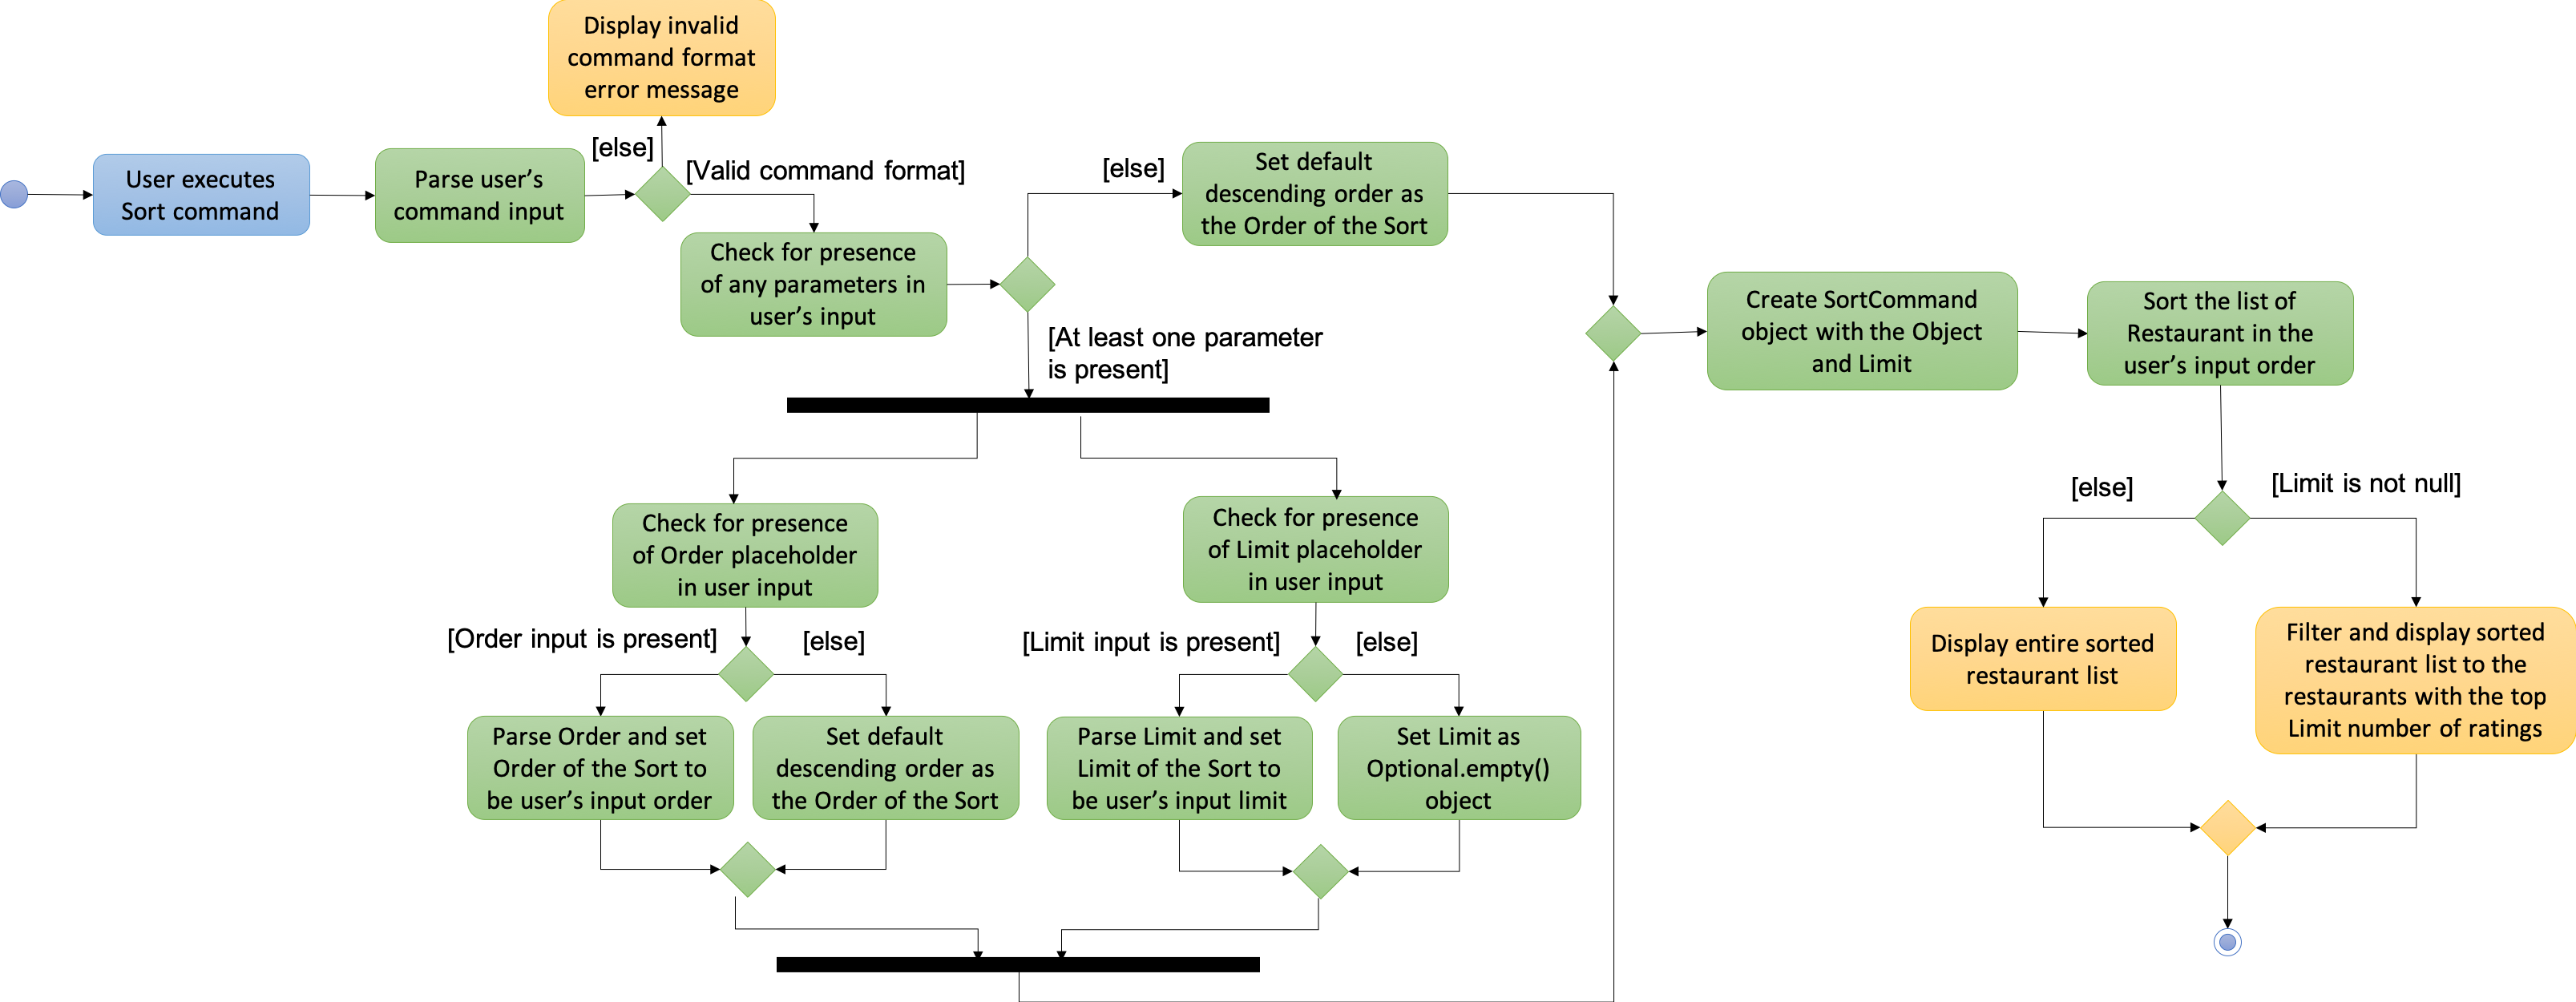 Display invalid
command format
error message
[else]
[Valid command format]
User executes
Sort command
Parse user’s
command input
Check for presence
of any parameters in
user’s input
[else]
Set default
descending order as
the Order of the Sort
[At least one parameter
is present]
Create SortCommand
object with the Object
and Limit
Sort the list of
Restaurant in the
user’s input order
Check for presence
of Order placeholder
in user input
Check for presence
of Limit placeholder
in user input
[Order input is present]
[else]
[Limit input is present]
[else]
Parse Order and set
Order of the Sort to
be user’s input order
Set default
descending order as
the Order of the Sort
Parse Limit and set
Limit of the Sort to
be user’s input limit
Set Limit as
Optional.empty()
object
[else]
[Limit is not null]
Display entire sorted
restaurant list
Filter and display sorted
restaurant list to the
restaurants with the top
Limit number of ratings